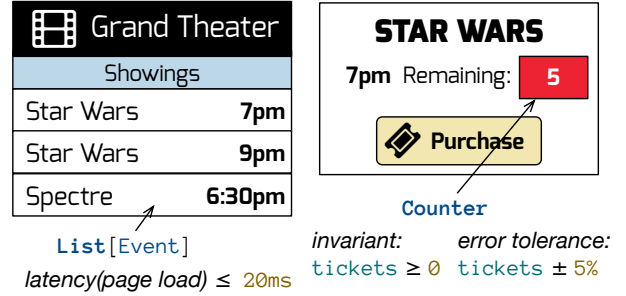 Grand Theater
Showings
Star Wars 7pm
Star Wars 9pm
Spectre 6:30pm
List[Event]
latency(page load) ≤ 20ms
STAR WARS
7pm Remaining: 5
Purchase
Counter
invariant: error tolerance:
tickets ≥ 0 tickets ± 5%